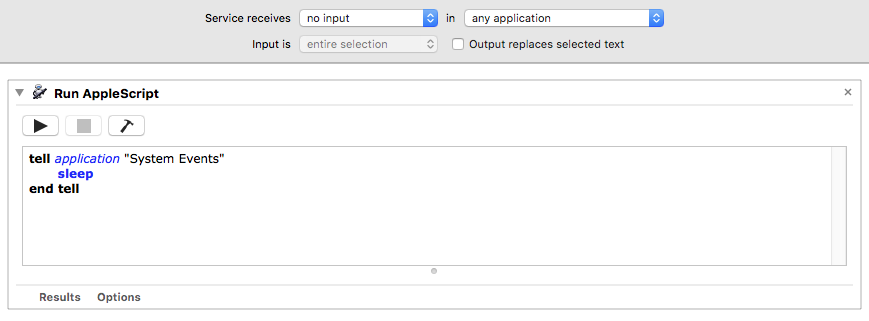 Service receives no input in any application
Input is entire selection Output replaces selected text
Run AppleScript
tell application "System Events"
sleep
end tell
Results Options